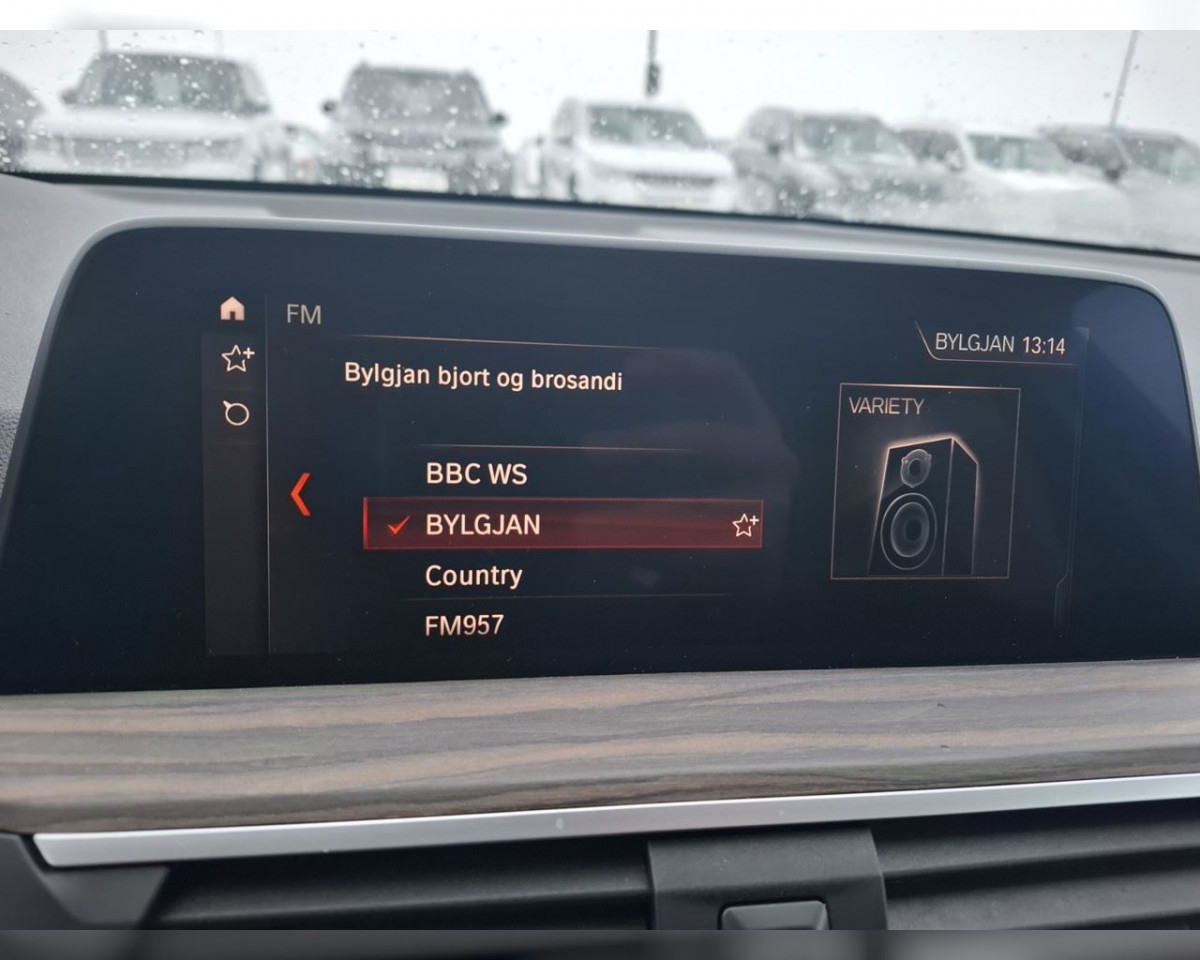 FM
BYLGJAN 13:14
Bylgjan bjort og brosandi
VARIETY
BBC WS
BYLGJAN
Country
FM957